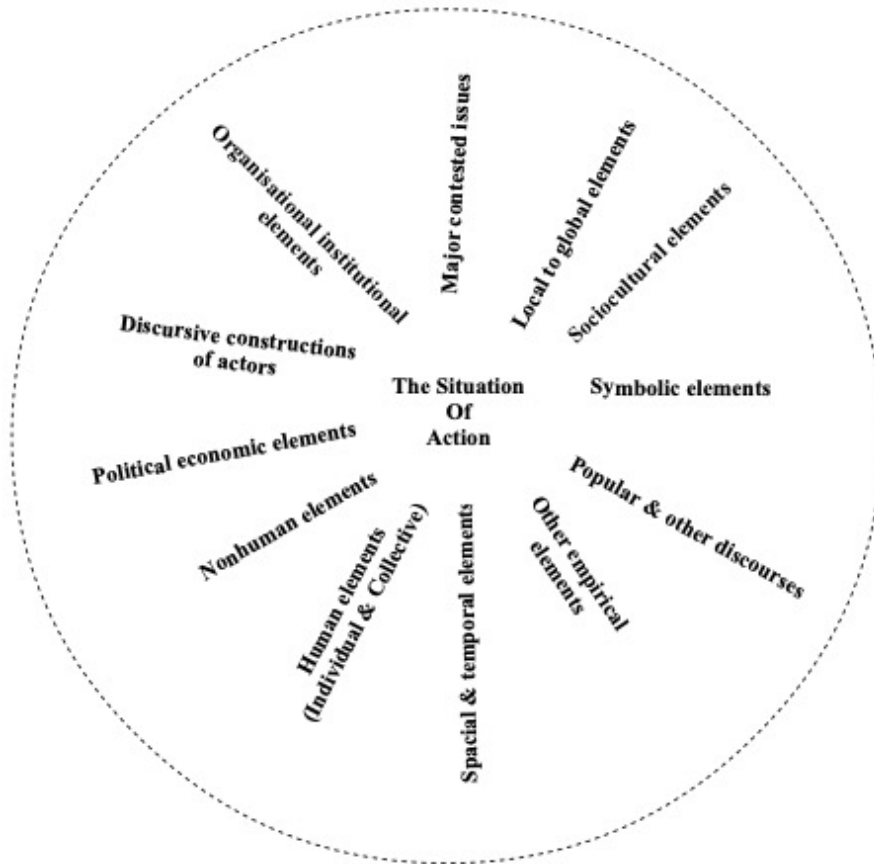 Major contested issues
Local to global elements
Sociocultural elements
Symbolic elements
Popular & other discourses
Other empirical
elements
Spacial & temporal elements
Human elements
(Individual & Collective)
Nonhuman elements
Political economic elements
Discursive constructions
of actors
Organisational institutional
elements
The Situation
Of
Action